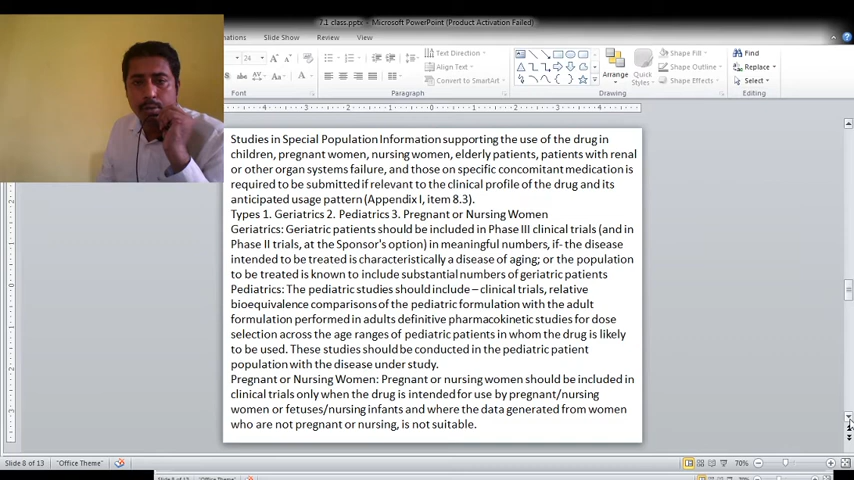 7.1 class.pptx - Microsoft PowerPoint (Product Activation Failed)
Slide Show Review View
24
Text Direction
Align Text
Convert to SmartArt
Paragraph
Arrange
Quick
Styles
Shape Fill
Shape Outline
Shape Effects
Drawing
Find
Replace
Select
Editing
Studies in Special Population Information supporting the use of the drug in
children, pregnant women, nursing women, elderly patients, patients with renal
or other organ systems failure, and those on specific concomitant medication is
required to be submitted if relevant to the clinical profile of the drug and its
anticipated usage pattern (Appendix I, item 8.3).
Types 1. Geriatrics 2. Pediatrics 3. Pregnant or Nursing Women
Geriatrics: Geriatric patients should be included in Phase III clinical trials (and in
Phase II trials, at the Sponsor's option) in meaningful numbers, if- the disease
intended to be treated is characteristically a disease of aging; or the population
to be treated is known to include substantial numbers of geriatric patients
Pediatrics: The pediatric studies should include – clinical trials, relative
bioequivalence comparisons of the pediatric formulation with the adult
formulation performed in adults definitive pharmacokinetic studies for dose
selection across the age ranges of pediatric patients in whom the drug is likely
to be used. These studies should be conducted in the pediatric patient
population with the disease under study.
Pregnant or Nursing Women: Pregnant or nursing women should be included in
clinical trials only when the drug is intended for use by pregnant/nursing
women or fetuses/nursing infants and where the data generated from women
who are not pregnant or nursing, is not suitable.
Slide 8 of 13 "Office Theme" 70%